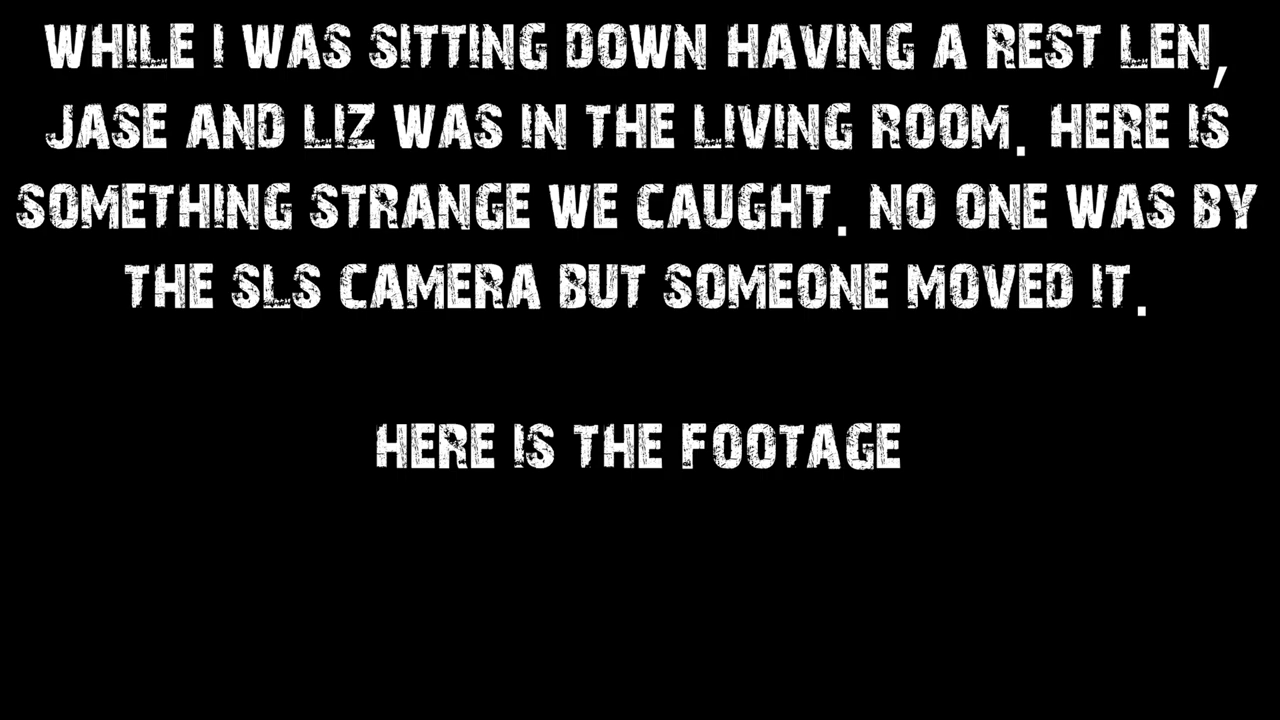 WHILE I WAS SITTING DOWN HAVING A REST LEN,
JASE AND LIZ WAS IN THE LIVING ROOM. HERE IS
SOMETHING STRANGE WE CAUGHT. NO ONE WAS BY
THE SLS CAMERA BUT SOMEONE MOVED IT.
HERE IS THE FOOTAGE